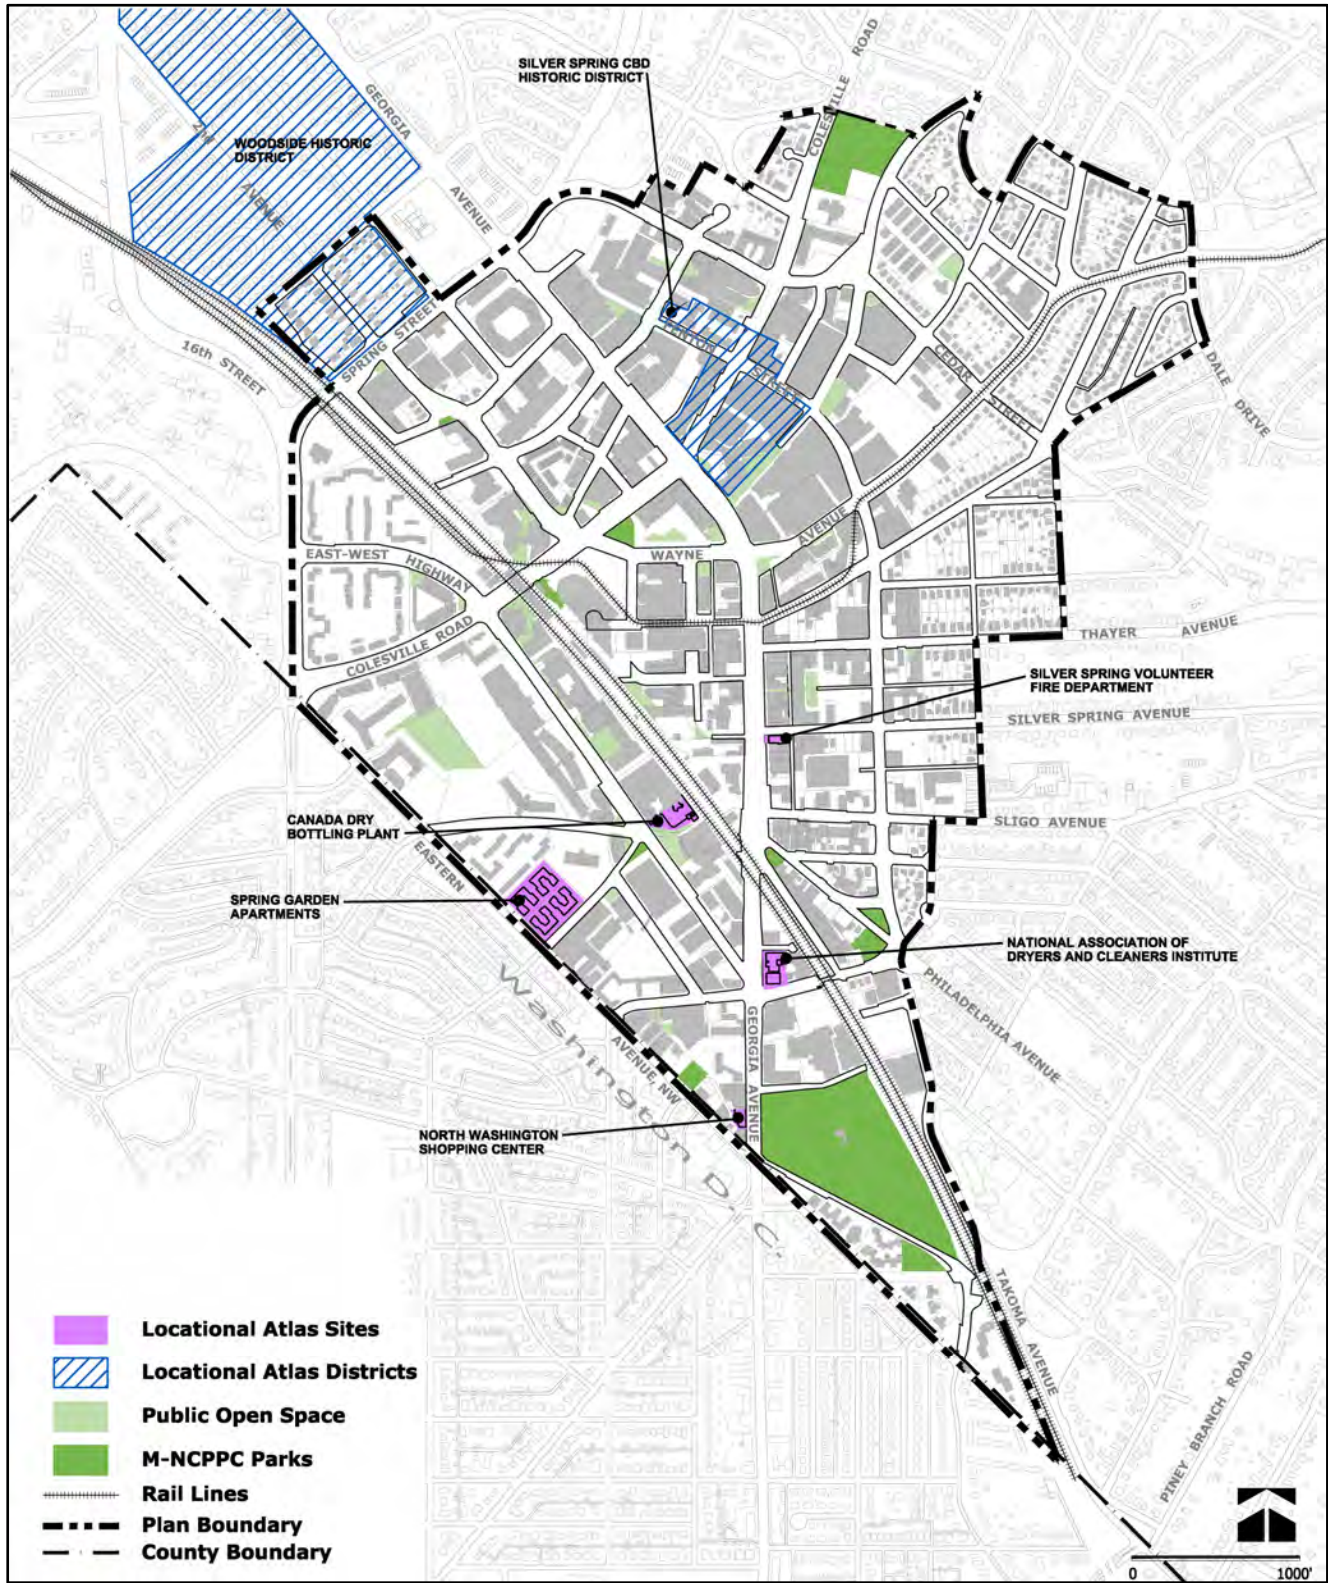 SILVER SPRING CBD
HISTORIC DISTRICT
COLESVILLE ROAD
GEORGIA
AVENUE
WOODSIDE HISTORIC
DISTRICT
2nd
AVENUE
SPRING STREET
16th STREET
FENTON
STREET
CEDAR
STREET
DALE DRIVE
EAST-WEST
HIGHWAY
WAYNE
AVENUE
COLESVILLE ROAD
THAYER AVENUE
SILVER SPRING VOLUNTEER
FIRE DEPARTMENT
SILVER SPRING AVENUE
CANADA DRY
BOTTLING PLANT
SLIGO AVENUE
EASTERN
AVENUE, NW
SPRING GARDEN
APARTMENTS
NATIONAL ASSOCIATION OF
DRYERS AND CLEANERS INSTITUTE
PHILADELPHIA AVENUE
Washington D. C.
GEORGIA AVENUE
NORTH WASHINGTON
SHOPPING CENTER
TAKOMA AVENUE
PINEY BRANCH ROAD
Locational Atlas Sites
Locational Atlas Districts
Public Open Space
M-NCPPC Parks
Rail Lines
Plan Boundary
County Boundary
0 1000'